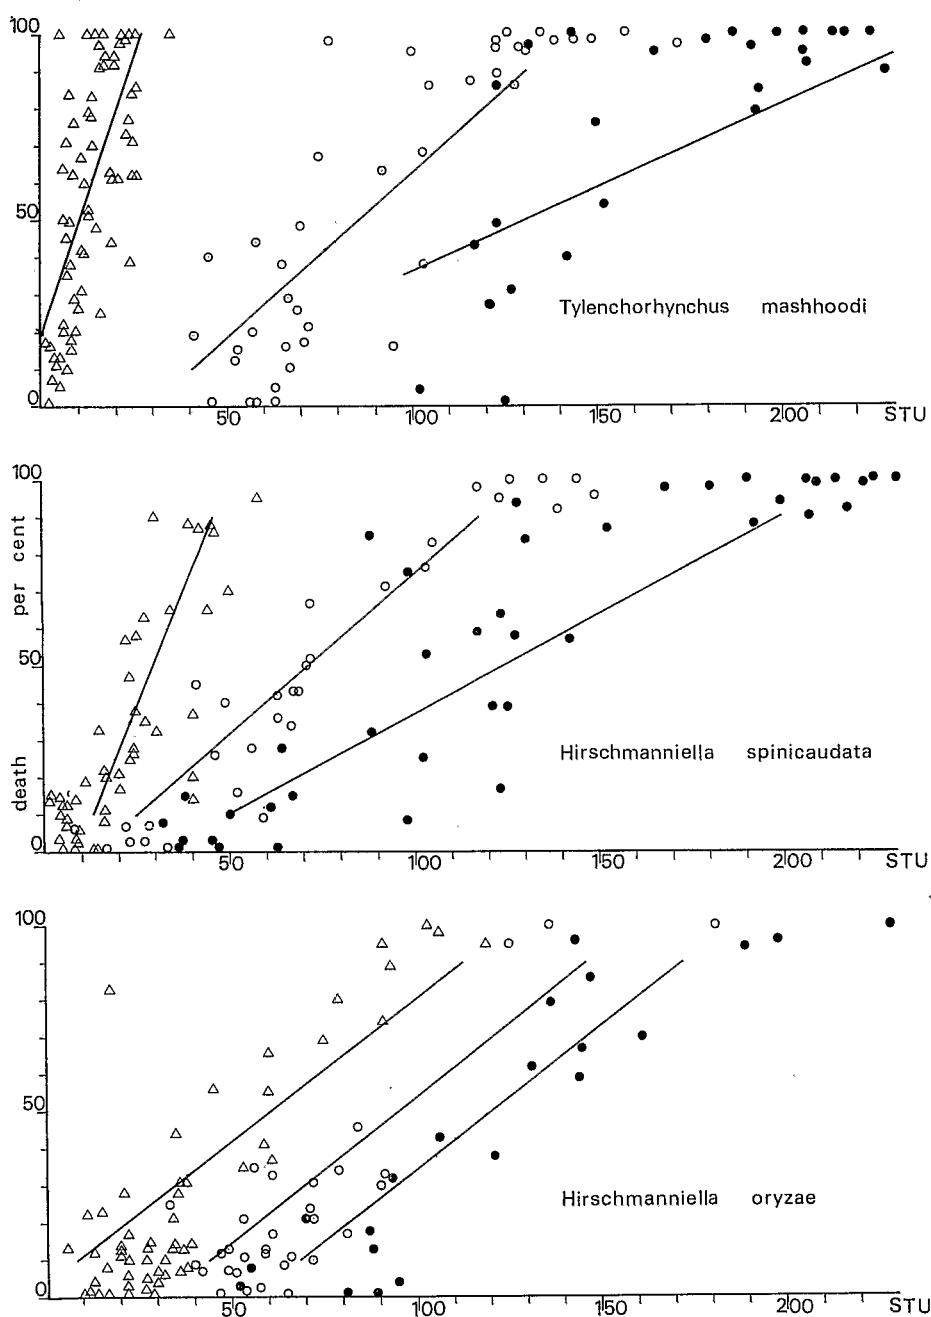 100
50
Tylenchorhynchus mashhoodi
0
50 100 150 200 STU
100
death per cent
50
Hirschmanniella spinicaudata
0
50 100 150 200 STU
100
50
Hirschmanniella oryzae
0
50 100 150 200 STU